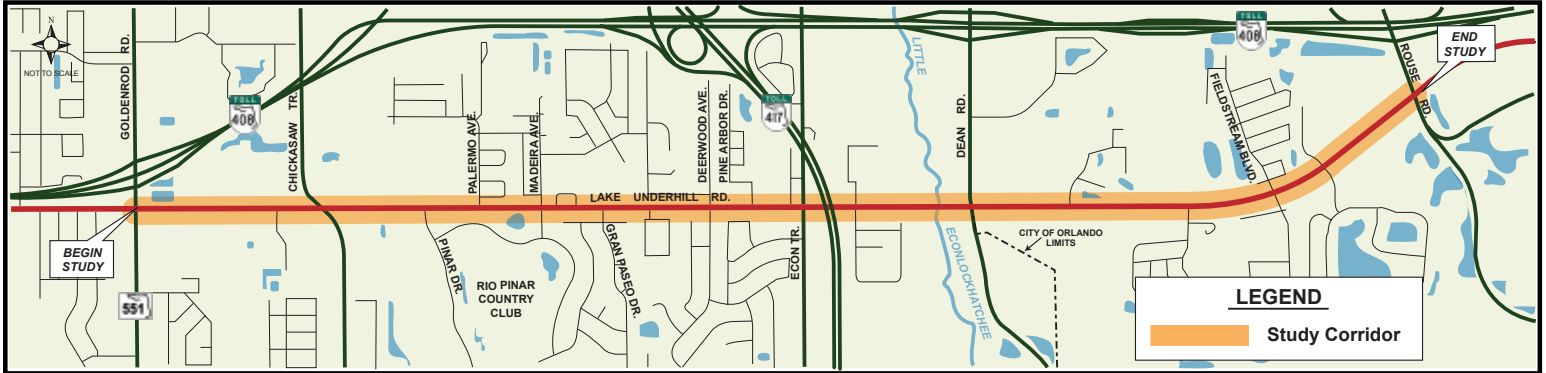 N
NOT TO SCALE
GOLDENROD RD.
TOLL
408
CHICKASAW TR.
PALERMO AVE.
MADEIRA AVE.
DEERWOOD AVE.
PINE ARBOR DR.
TOLL
417
LITTLE
ECONLOCKHATCHEE
DEAN RD.
TOLL
408
FIELDSTREAM BLVD.
ROUSE RD.
END
STUDY
LAKE UNDERHILL RD.
BEGIN
STUDY
551
PINAR DR.
RIO PINAR
COUNTRY
CLUB
GRAN PASEO DR.
ECON TR.
CITY OF ORLANDO
LIMITS
LEGEND
Study Corridor